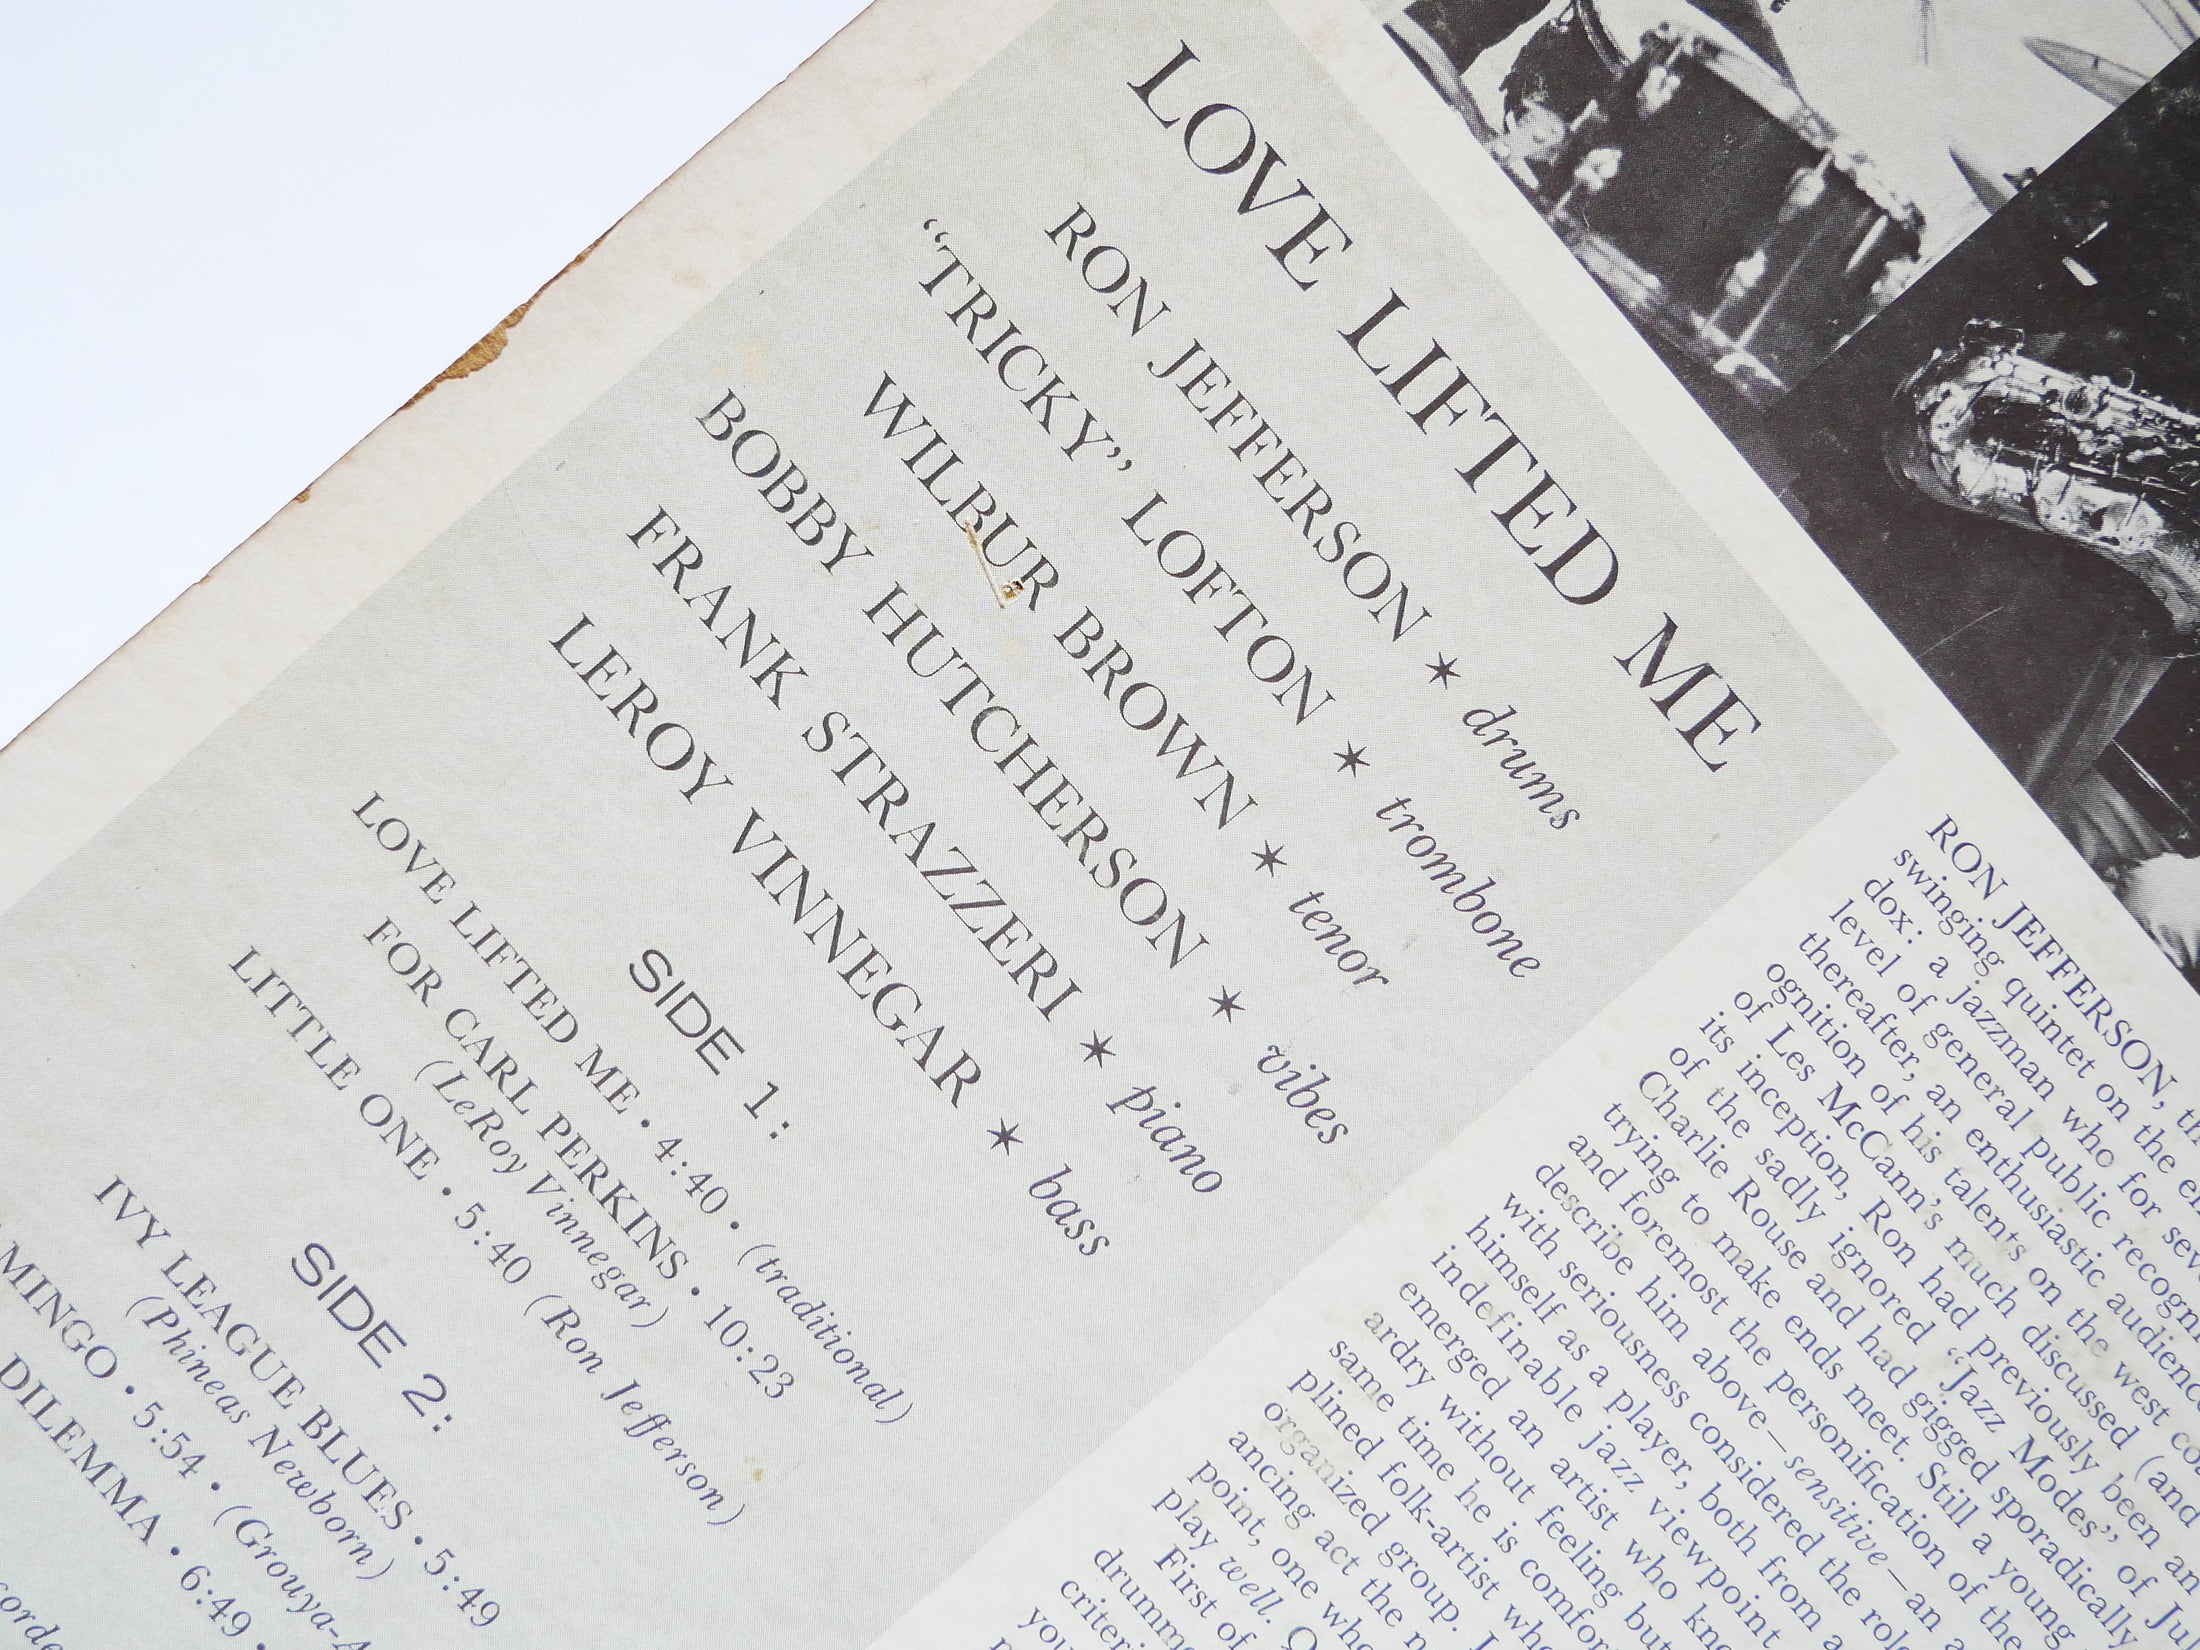 LOVE LIFTED ME
RON JEFFERSON ★ drums
“TRICKY” LOFTON ★ trombone
WILBUR BROWN ★ tenor
BOBBY HUTCHERSON ★ vibes
FRANK STRAZZERI ★ piano
LEROY VINNEGAR ★ bass
SIDE 1:
LOVE LIFTED ME • 4:40 • (traditional)
FOR CARL PERKINS • 10:23
(LeRoy Vinnegar)
LITTLE ONE • 5:40 (Ron Jefferson)
SIDE 2:
IVY LEAGUE BLUES • 5:49
(Phineas Newborn)
MINGO • 5:54 • (Grouya-
DILEMMA • 6:49 •
RON JEFFERSON,
swinging quintet on the
dox: a jazzman who for
level of general public
thereafter, an enthusiastic
ognition of his talents on the west
of Les McCann’s much discussed (and
its inception, Ron had previously been an
of the sadly ignored “Jazz Modes” of
Charlie Rouse and had gigged sporadically
trying to make ends meet. Still a young
and foremost the personification of the
describe him above—sensitive—an
with seriousness considered the
himself as a player, both from a
indefinable jazz viewpoint
emerged an artist who
ardry without feeling but
same time he is
plined folk-artist
organized group.
ancing act the
point, one
play well.
First of